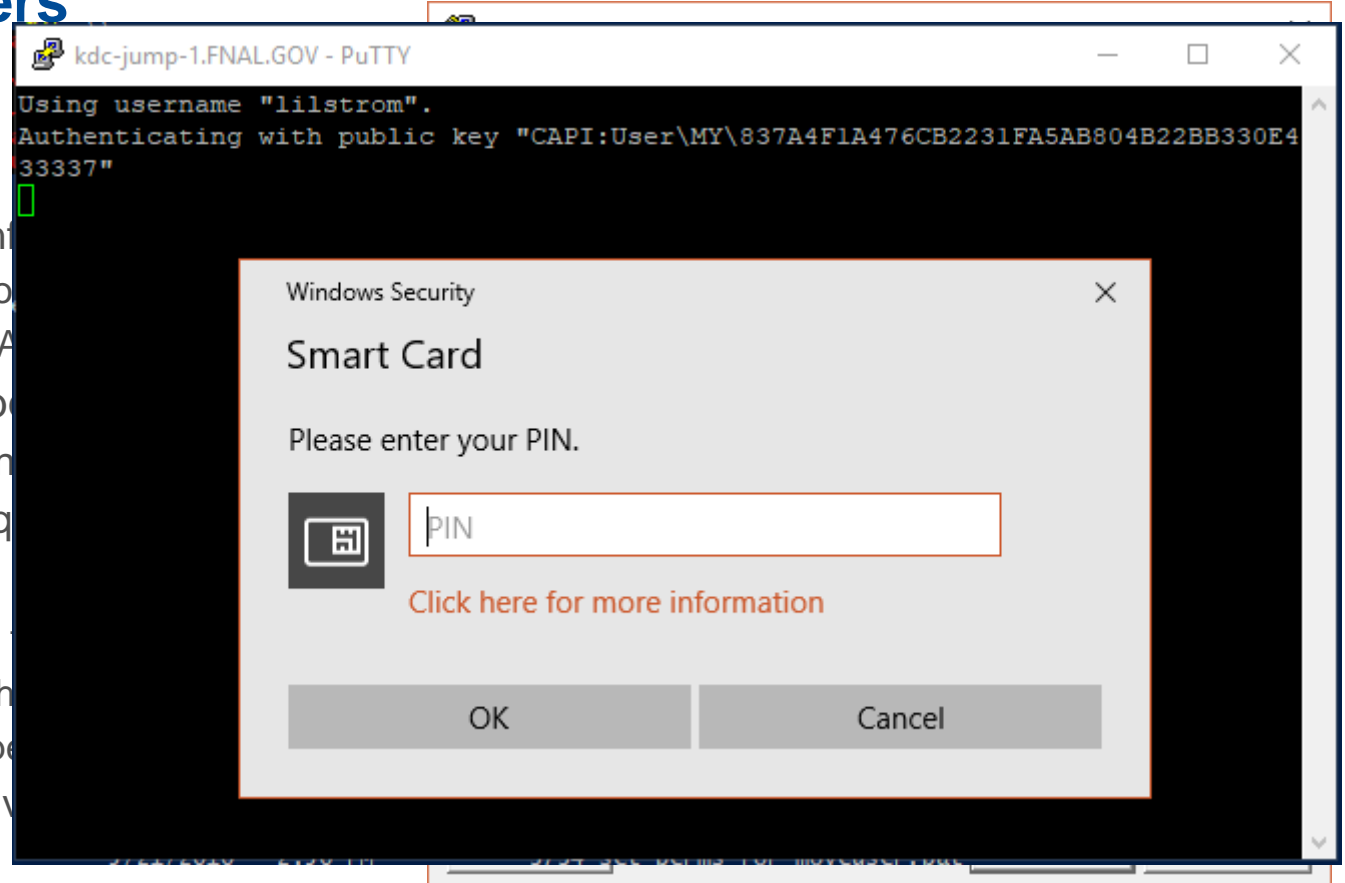 ers
kdc-jump-1.FNAL.GOV - PuTTY
Using username "lilstrom".
Authenticating with public key "CAPI:User\MY\837A4F1A476CB2231FA5AB804B22BB330E4
33337"
Windows Security
Smart Card
Please enter your PIN.
PIN
Click here for more information
OK
Cancel